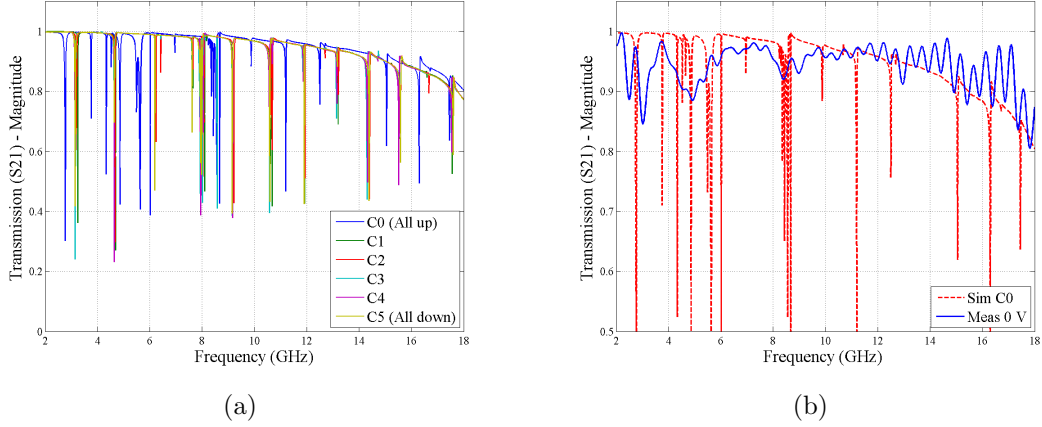 1
0.8
0.6
0.4
0.2
0
2 4 6 8 10 12 14 16 18
Transmission (S21) - Magnitude
Frequency (GHz)
C0 (All up)
C1
C2
C3
C4
C5 (All down)
(a)
1
0.9
0.8
0.7
0.6
0.5
2 4 6 8 10 12 14 16 18
Transmission (S21) - Magnitude
Frequency (GHz)
Sim C0
Meas 0 V
(b)